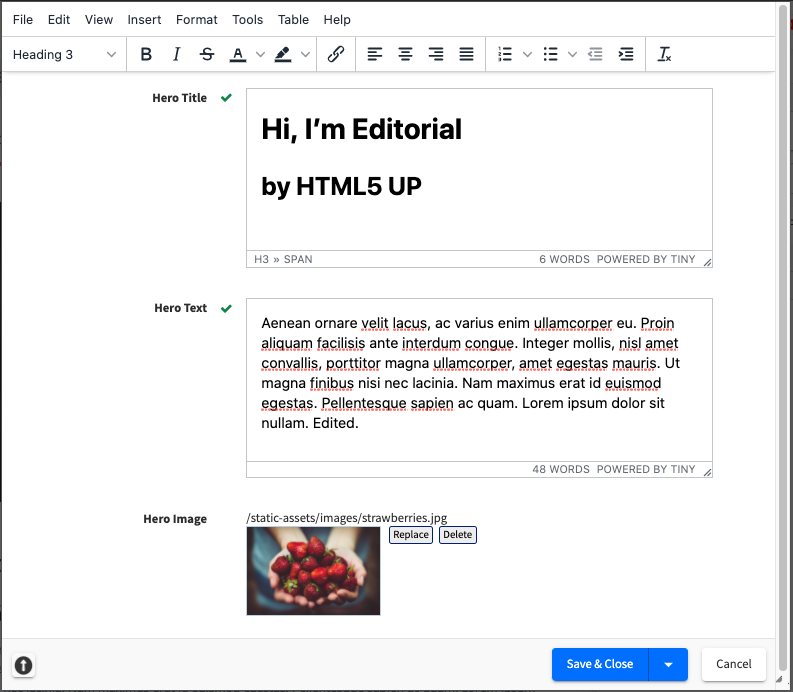 File Edit View Insert Format Tools Table Help
Heading 3 B I S A
Hero Title
Hi, I’m Editorial
by HTML5 UP
H3 » SPAN 6 WORDS POWERED BY TINY
Hero Text
Aenean ornare velit lacus, ac varius enim ullamcorper eu. Proin
aliquam facilisis ante interdum congue. Integer mollis, nisl amet
convallis, porttitor magna ullamcorper, amet egestas mauris. Ut
magna finibus nisi nec lacinia. Nam maximus erat id euismod
egestas. Pellentesque sapien ac quam. Lorem ipsum dolor sit
nullam. Edited.
48 WORDS POWERED BY TINY
Hero Image
/static-assets/images/strawberries.jpg
Replace Delete
Save & Close Cancel